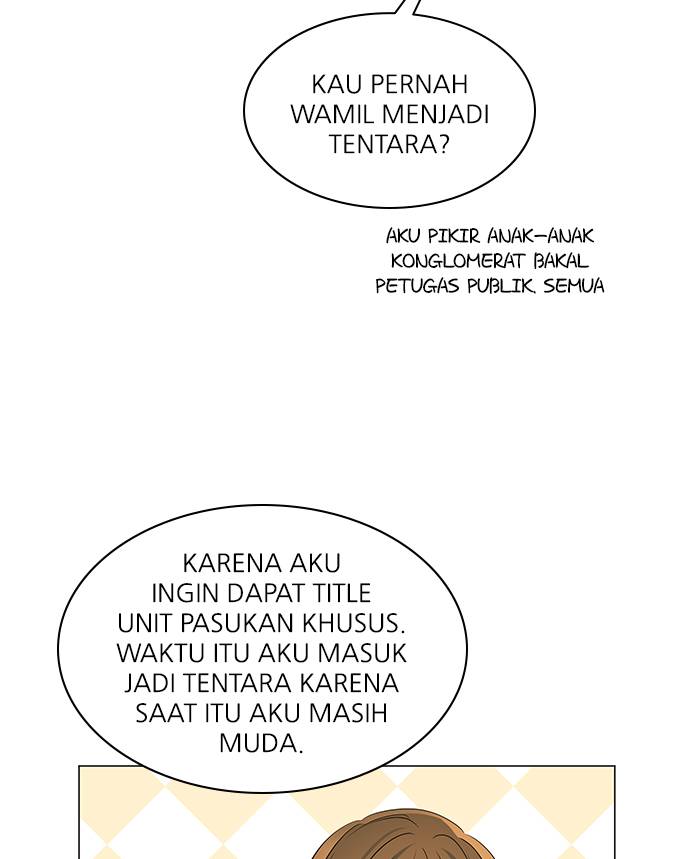 KAU PERNAH
WAMIL MENJADI
TENTARA?
AKU PIKIR ANAK-ANAK
KONGLOMERAT BAKAL
PETUGAS PUBLIK. SEMUA
KARENA AKU
INGIN DAPAT TITLE
UNIT PASUKAN KHUSUS.
WAKTU ITU AKU MASUK
JADI TENTARA KARENA
SAAT ITU AKU MASIH
MUDA.